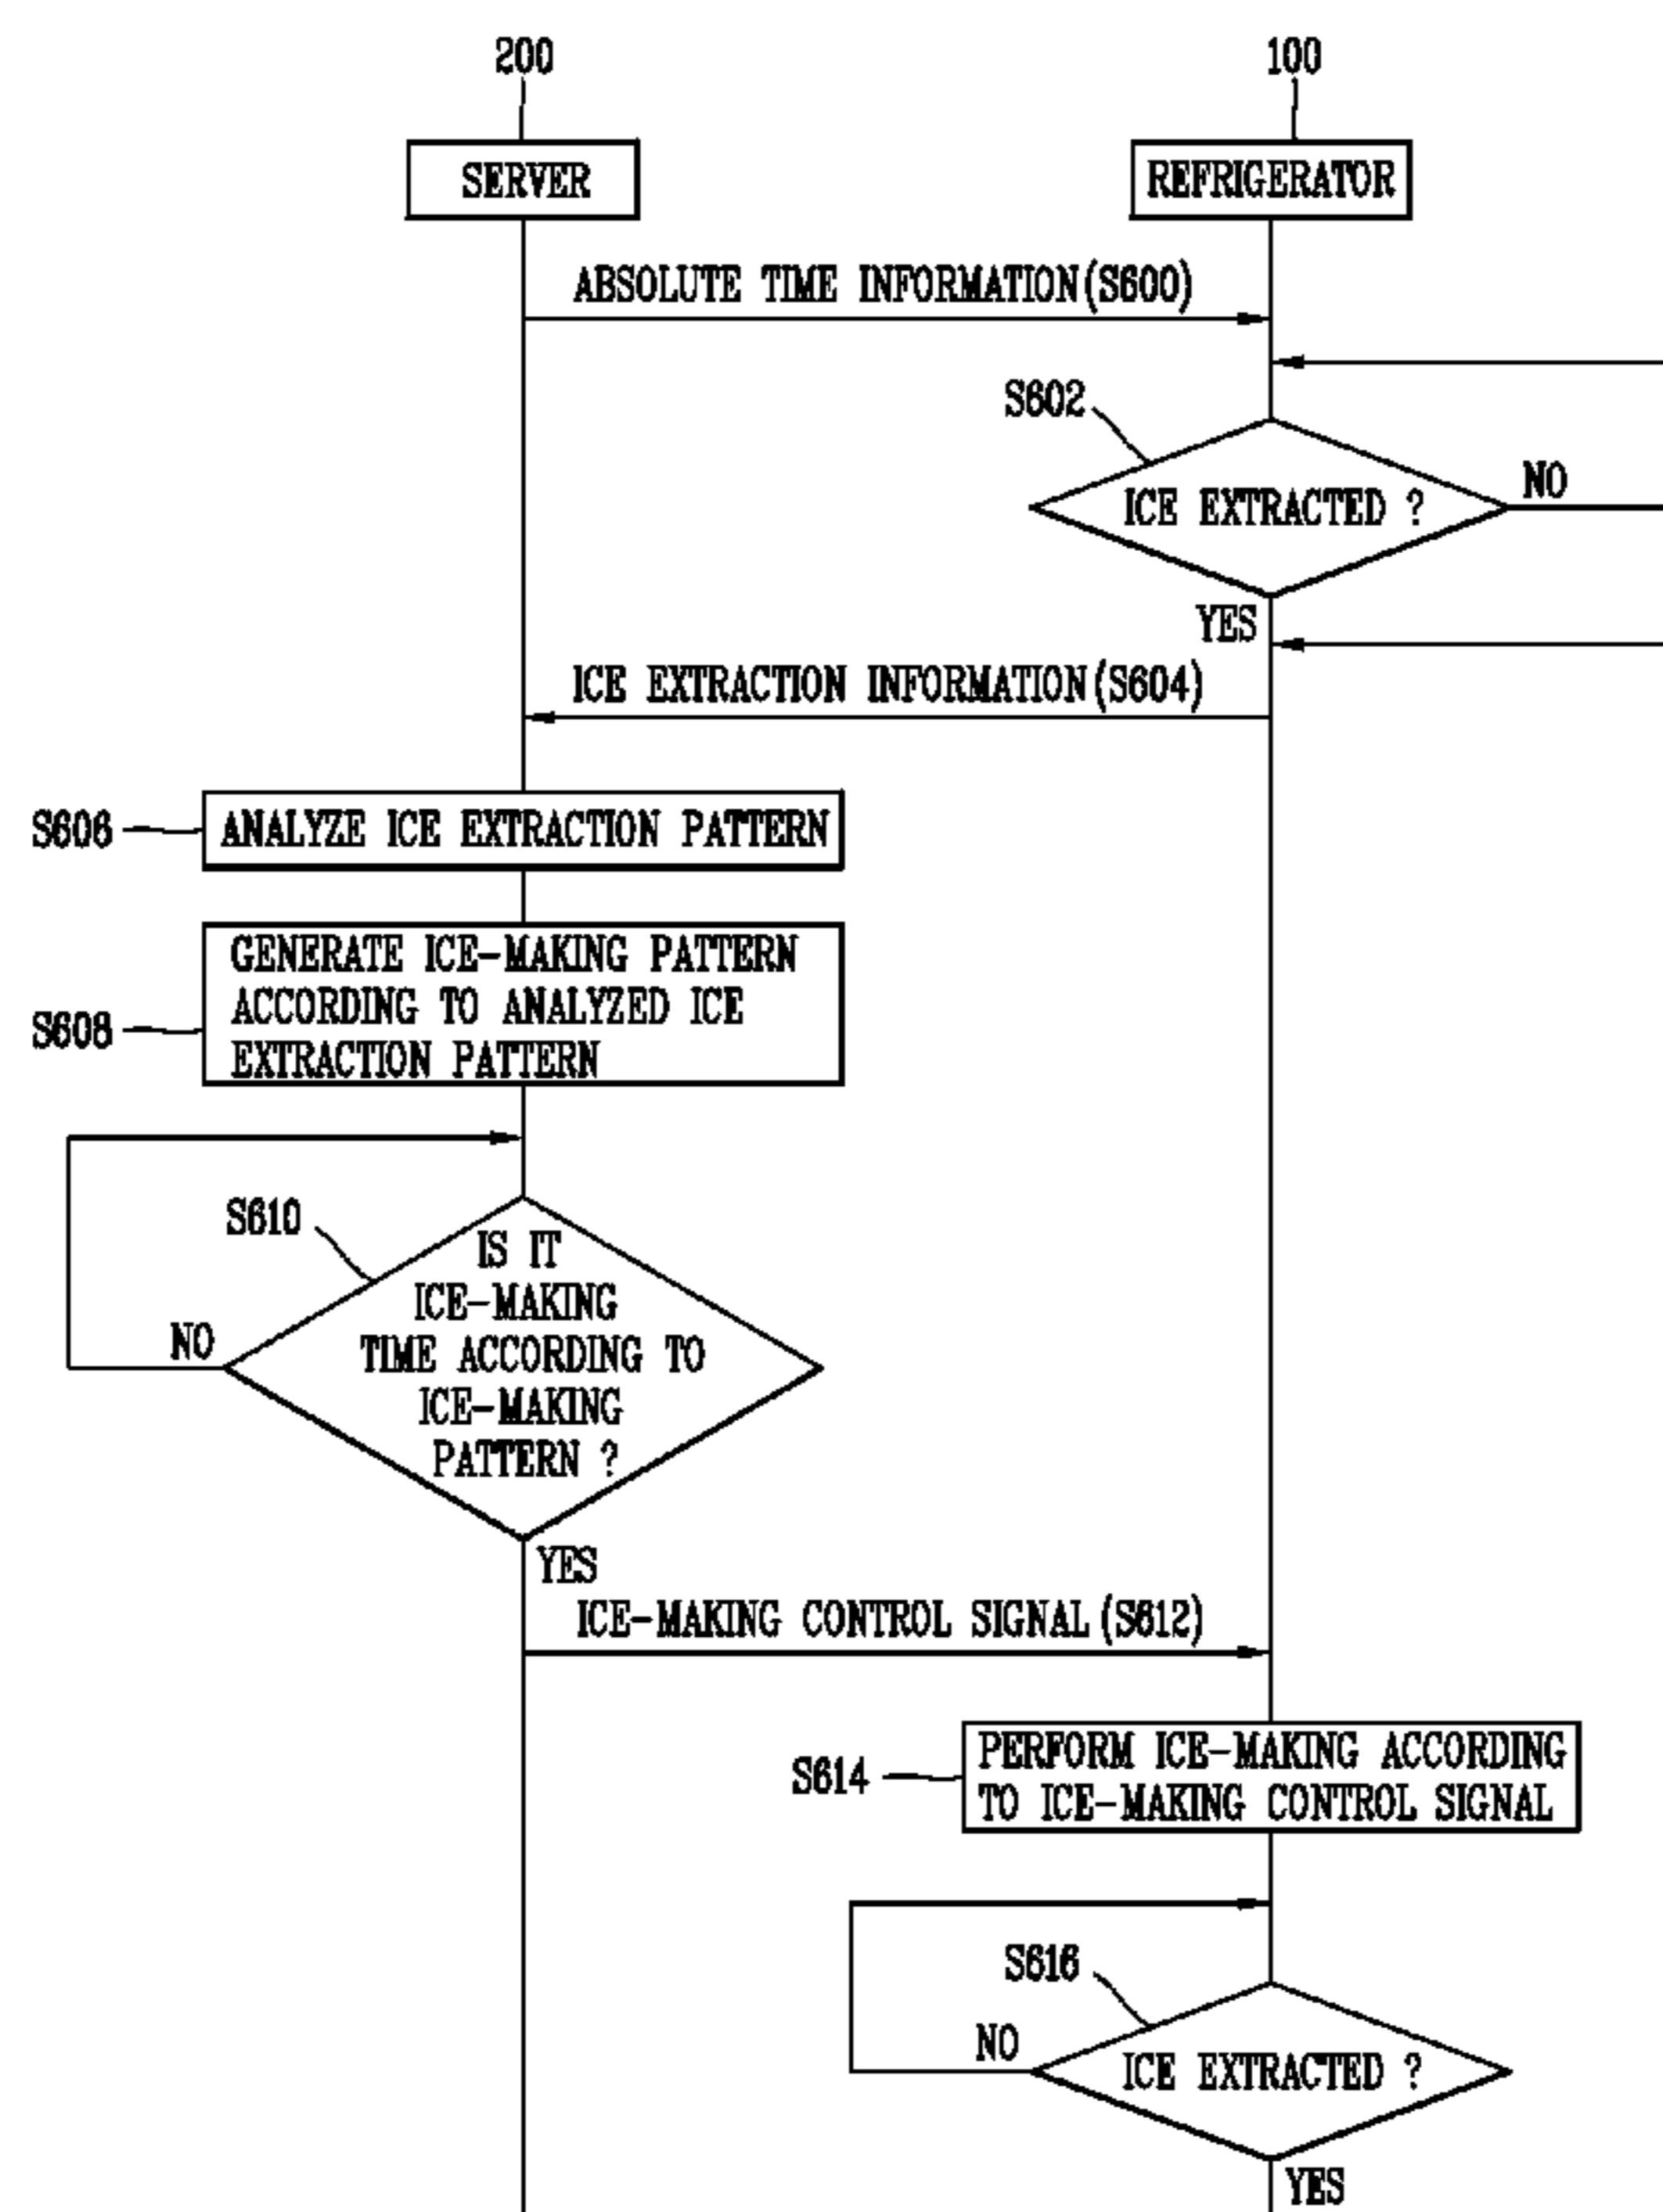 200
100
SERVER
REFRIGERATOR
ABSOLUTE TIME INFORMATION(S600)
S602
ICE EXTRACTED ?
NO
YES
ICE EXTRACTION INFORMATION(S604)
S606
ANALYZE ICE EXTRACTION PATTERN
S608
GENERATE ICE-MAKING PATTERN
ACCORDING TO ANALYZED ICE
EXTRACTION PATTERN
S610
IS IT
ICE-MAKING
TIME ACCORDING TO
ICE-MAKING
PATTERN ?
NO
YES
ICE-MAKING CONTROL SIGNAL(S612)
S614
PERFORM ICE-MAKING ACCORDING
TO ICE-MAKING CONTROL SIGNAL
S616
NO
ICE EXTRACTED ?
YES